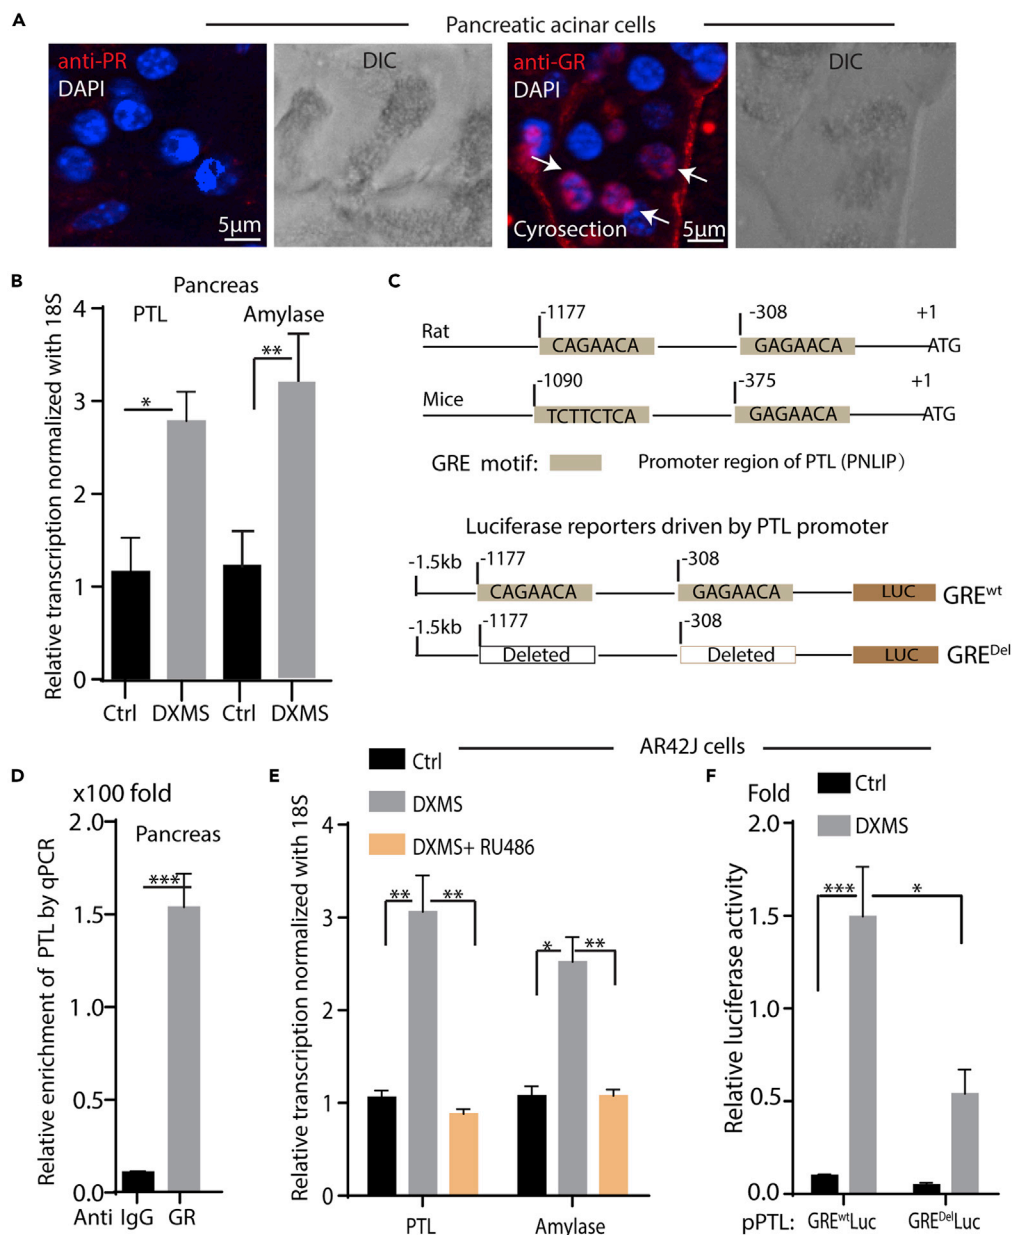 A
Pancreatic acinar cells
anti-PR
DAPI
5μm
DIC
anti-GR
DAPI
Cyrosection
5μm
DIC
B
Pancreas
PTL
Amylase
Relative transcription normalized with 18S
4
3
2
1
0
*
**
Ctrl
DXMS
Ctrl
DXMS
C
-1177
-308
+1
Rat
CAGAACA
GAGAACA
ATG
-1090
-375
+1
Mice
TCTTCTCA
GAGAACA
ATG
GRE motif:
Promoter region of PTL (PNLIP)
Luciferase reporters driven by PTL promoter
-1.5kb
-1177
-308
CAGAACA
GAGAACA
LUC
GREwt
-1.5kb
-1177
-308
Deleted
Deleted
LUC
GREDel
D
x100 fold
Pancreas
Relative enrichment of PTL by qPCR
2.0
1.5
1.0
0.5
0.0
***
Anti IgG GR
AR42J cells
E
Ctrl
DXMS
DXMS+ RU486
Relative transcription normalized with 18S
4
3
2
1
0
**
**
*
**
PTL
Amylase
F
Fold
Ctrl
DXMS
Relative luciferase activity
2.0
1.5
1.0
0.5
0.0
***
*
pPTL: GREwtLuc GREDelLuc